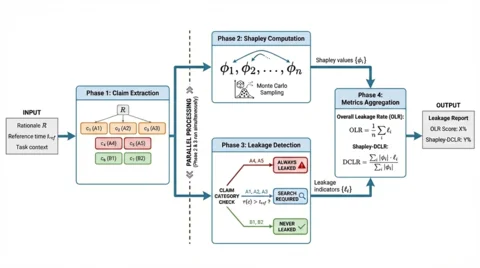 INPUT
Rationale R
Reference time t_ref
Task context
Phase 1: Claim Extraction
R
c₁ (A1) c₂ (A2) c₃ (A3)
c₄ (A4) c₅ (A5)
c₆ (B1) c₇ (B2)
PARALLEL PROCESSING
(Phase 2 & 3 run simultaneously)
Phase 2: Shapley Computation
ϕ₁, ϕ₂, . . . , ϕₙ
Monte Carlo
Sampling
Shapley values {ϕᵢ}
Phase 3: Leakage Detection
CLAIM
CATEGORY
CHECK
A4, A5
ALWAYS
LEAKED
A1, A2, A3
τ(c) > t_ref ?
SEARCH
REQUIRED
B1, B2
NEVER
LEAKED
Leakage
indicators {ℓᵢ}
Phase 4:
Metrics Aggregation
Overall Leakage Rate (OLR):
OLR = 1/n Σᵢ ℓᵢ
Shapley-DCLR:
DCLR = Σᵢ |ϕᵢ| · ℓᵢ / Σᵢ |ϕᵢ|
OUTPUT
Leakage Report
OLR Score: X%
Shapley-DCLR: Y%